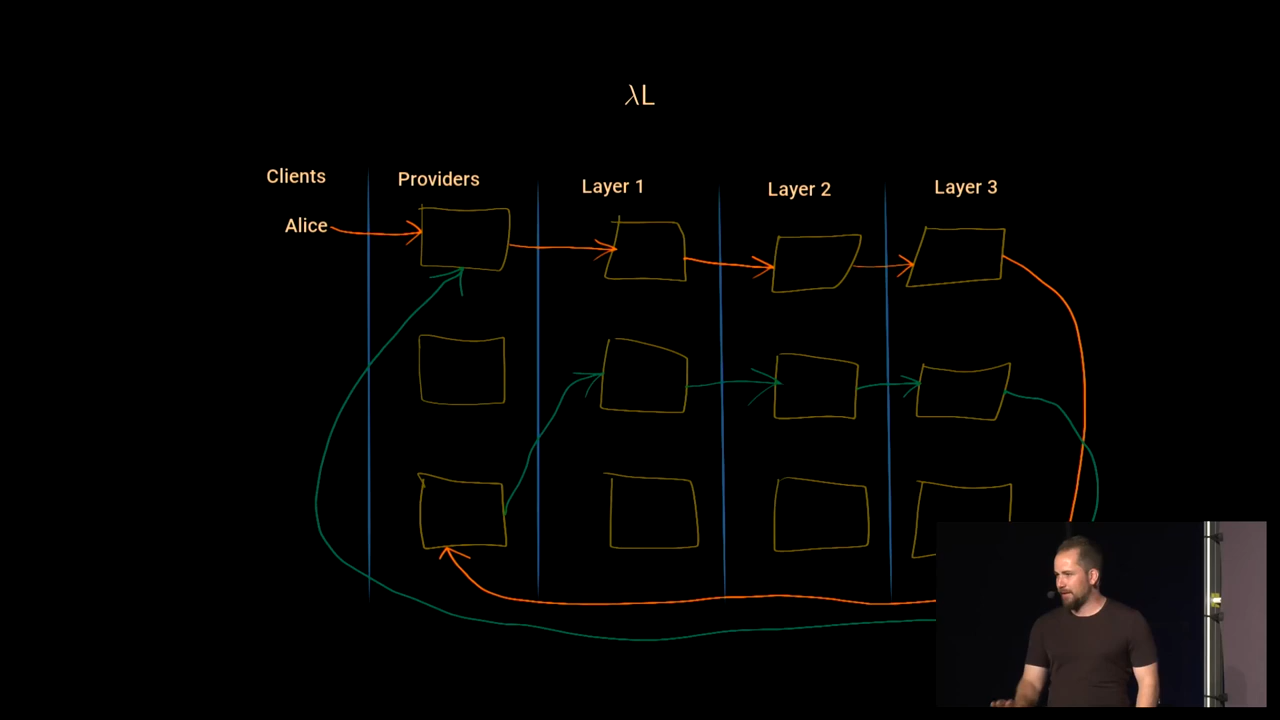 λL
Clients
Providers
Layer 1
Layer 2
Layer 3
Alice